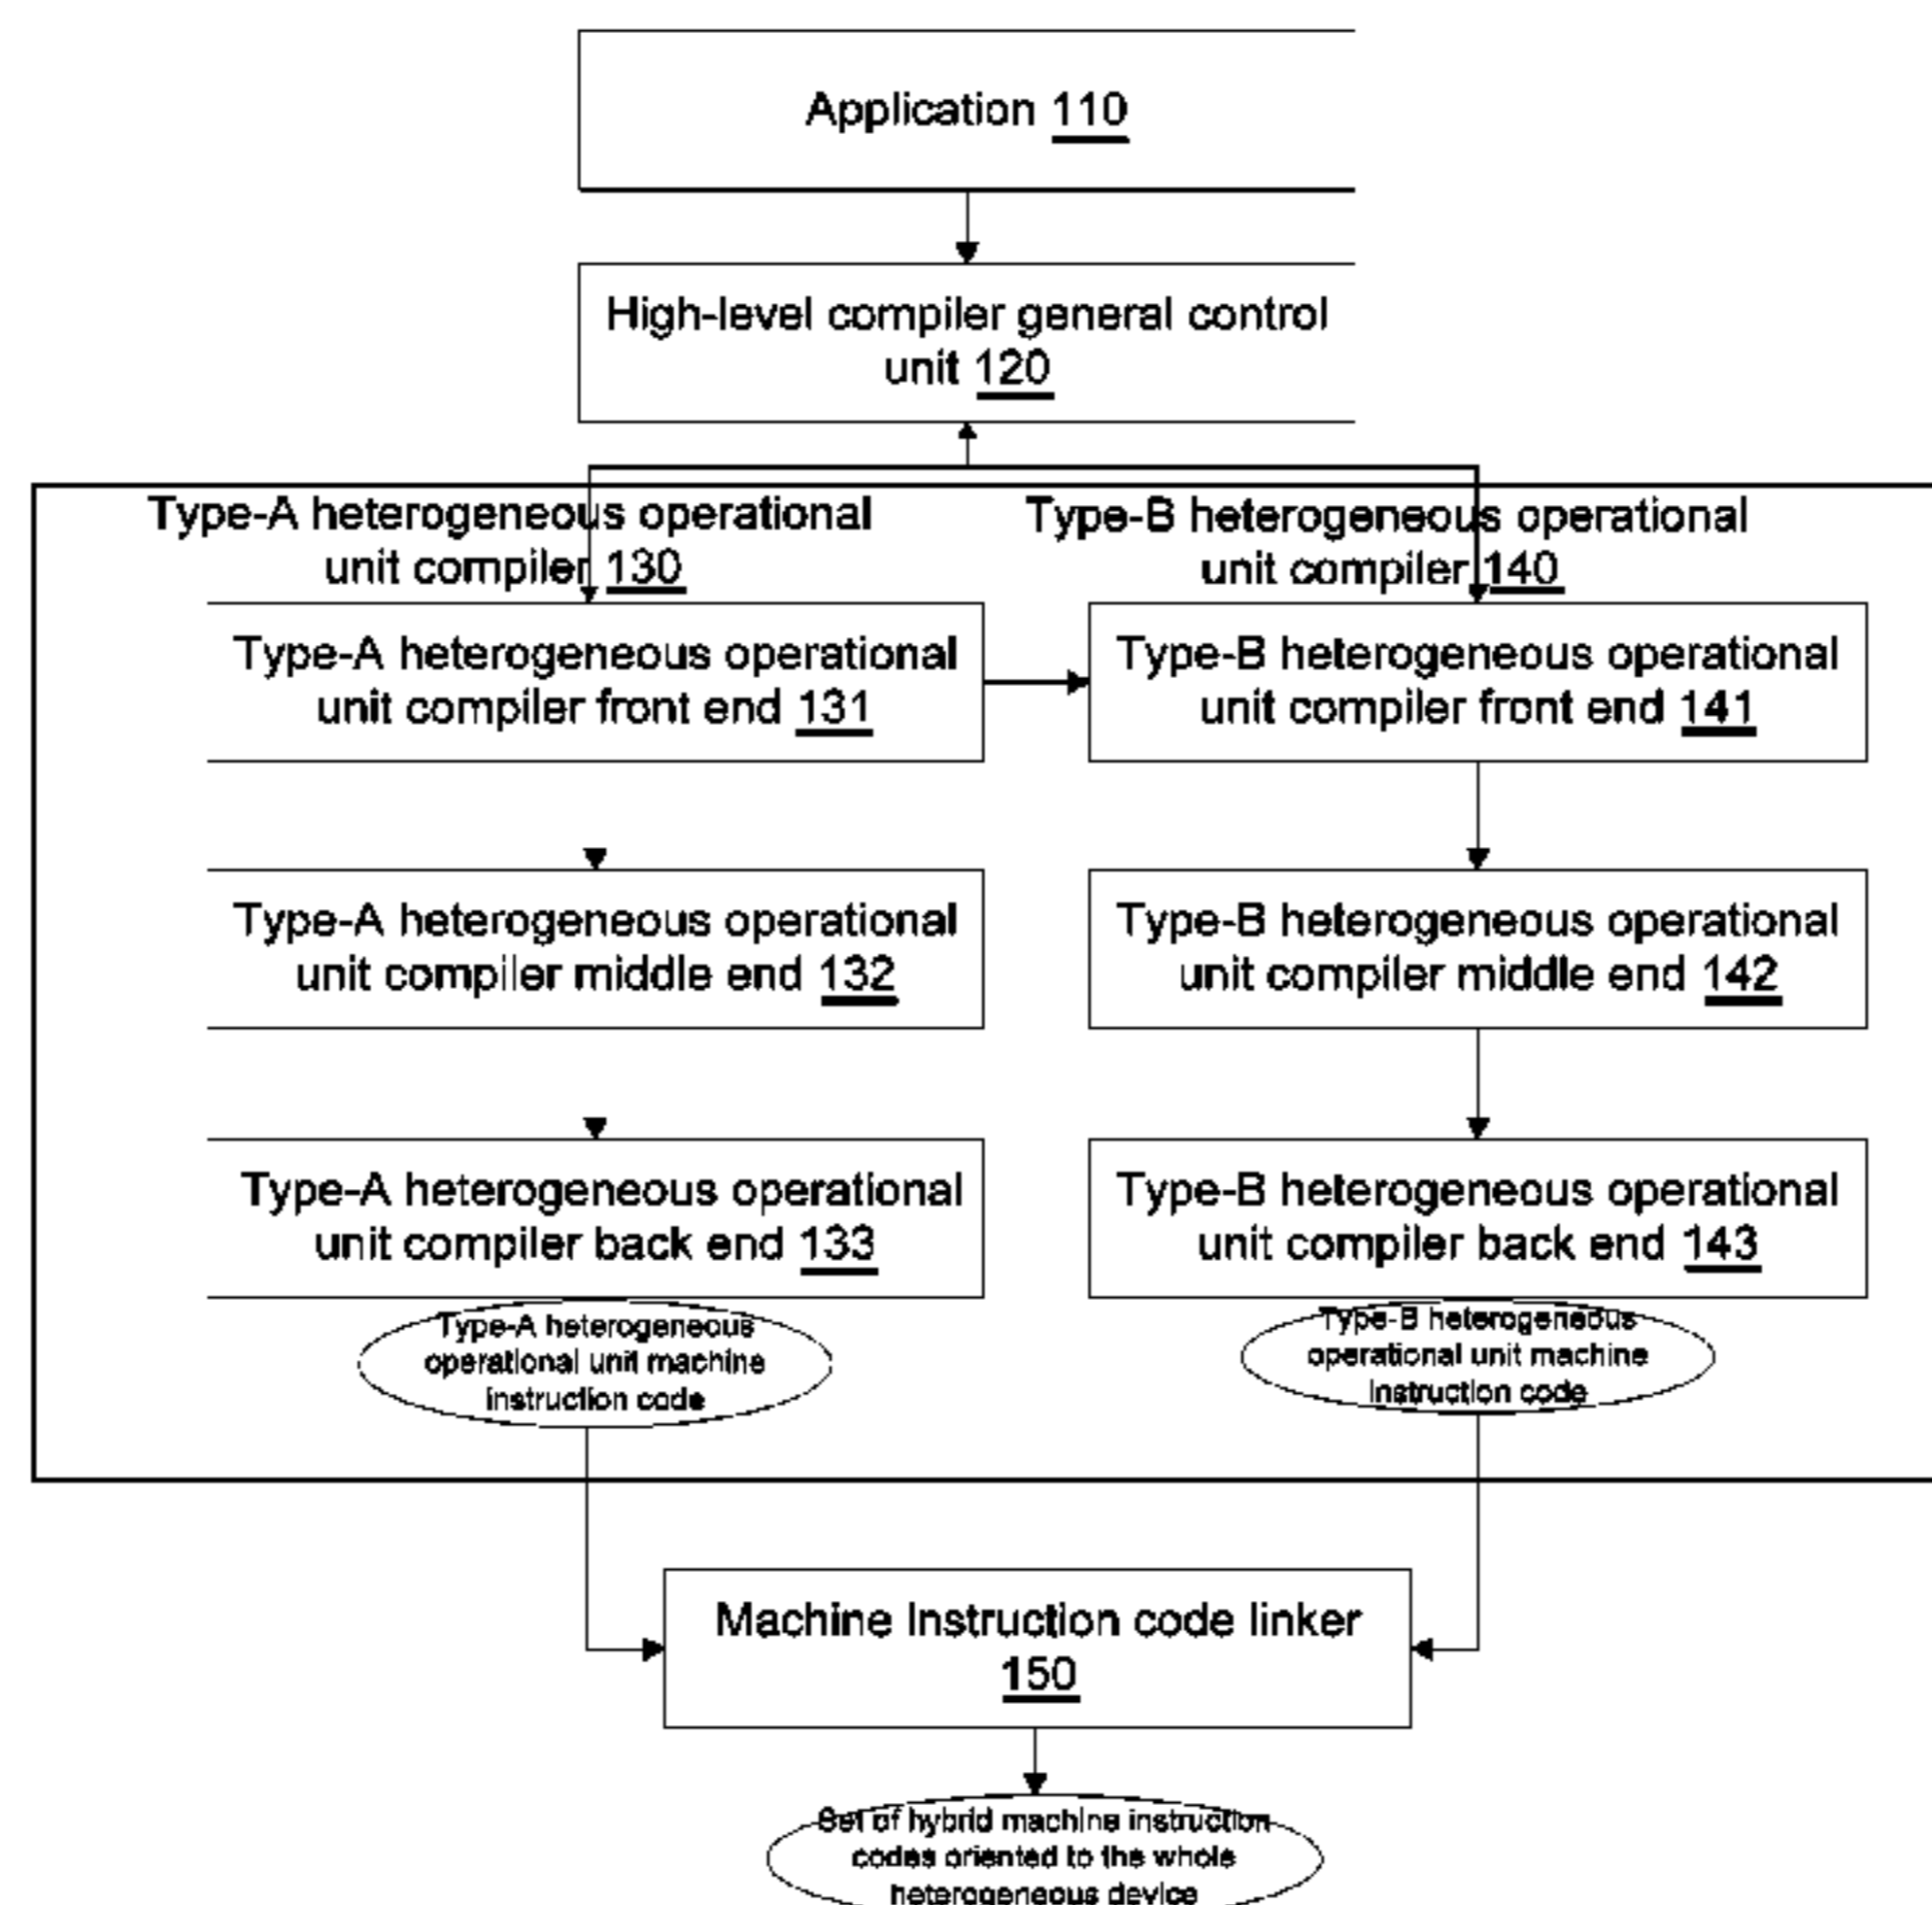 Application 110
High-level compiler general control
unit 120
Type-A heterogeneous operational
unit compiler 130
Type-B heterogeneous operational
unit compiler 140
Type-A heterogeneous operational
unit compiler front end 131
Type-B heterogeneous operational
unit compiler front end 141
Type-A heterogeneous operational
unit compiler middle end 132
Type-B heterogeneous operational
unit compiler middle end 142
Type-A heterogeneous operational
unit compiler back end 133
Type-B heterogeneous operational
unit compiler back end 143
Type-A heterogeneous
operational unit machine
instruction code
Type-B heterogeneous
operational unit machine
instruction code
Machine Instruction code linker
150
Set of hybrid machine instruction
codes oriented to the whole
heterogeneous device